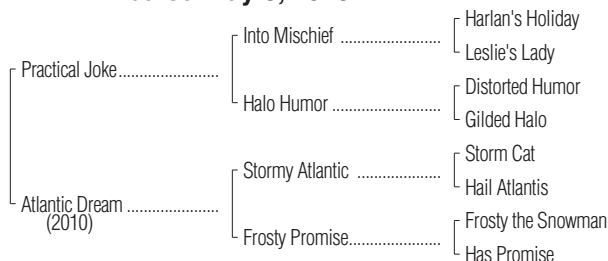 Harlan's Holiday
Into Mischief ........................
Leslie's Lady
Practical Joke........................
Distorted Humor
Halo Humor ..........................
Gilded Halo
Storm Cat
Stormy Atlantic ....................
Hail Atlantis
Atlantic Dream ......................
(2010)
Frosty the Snowman
Frosty Promise......................
Has Promise